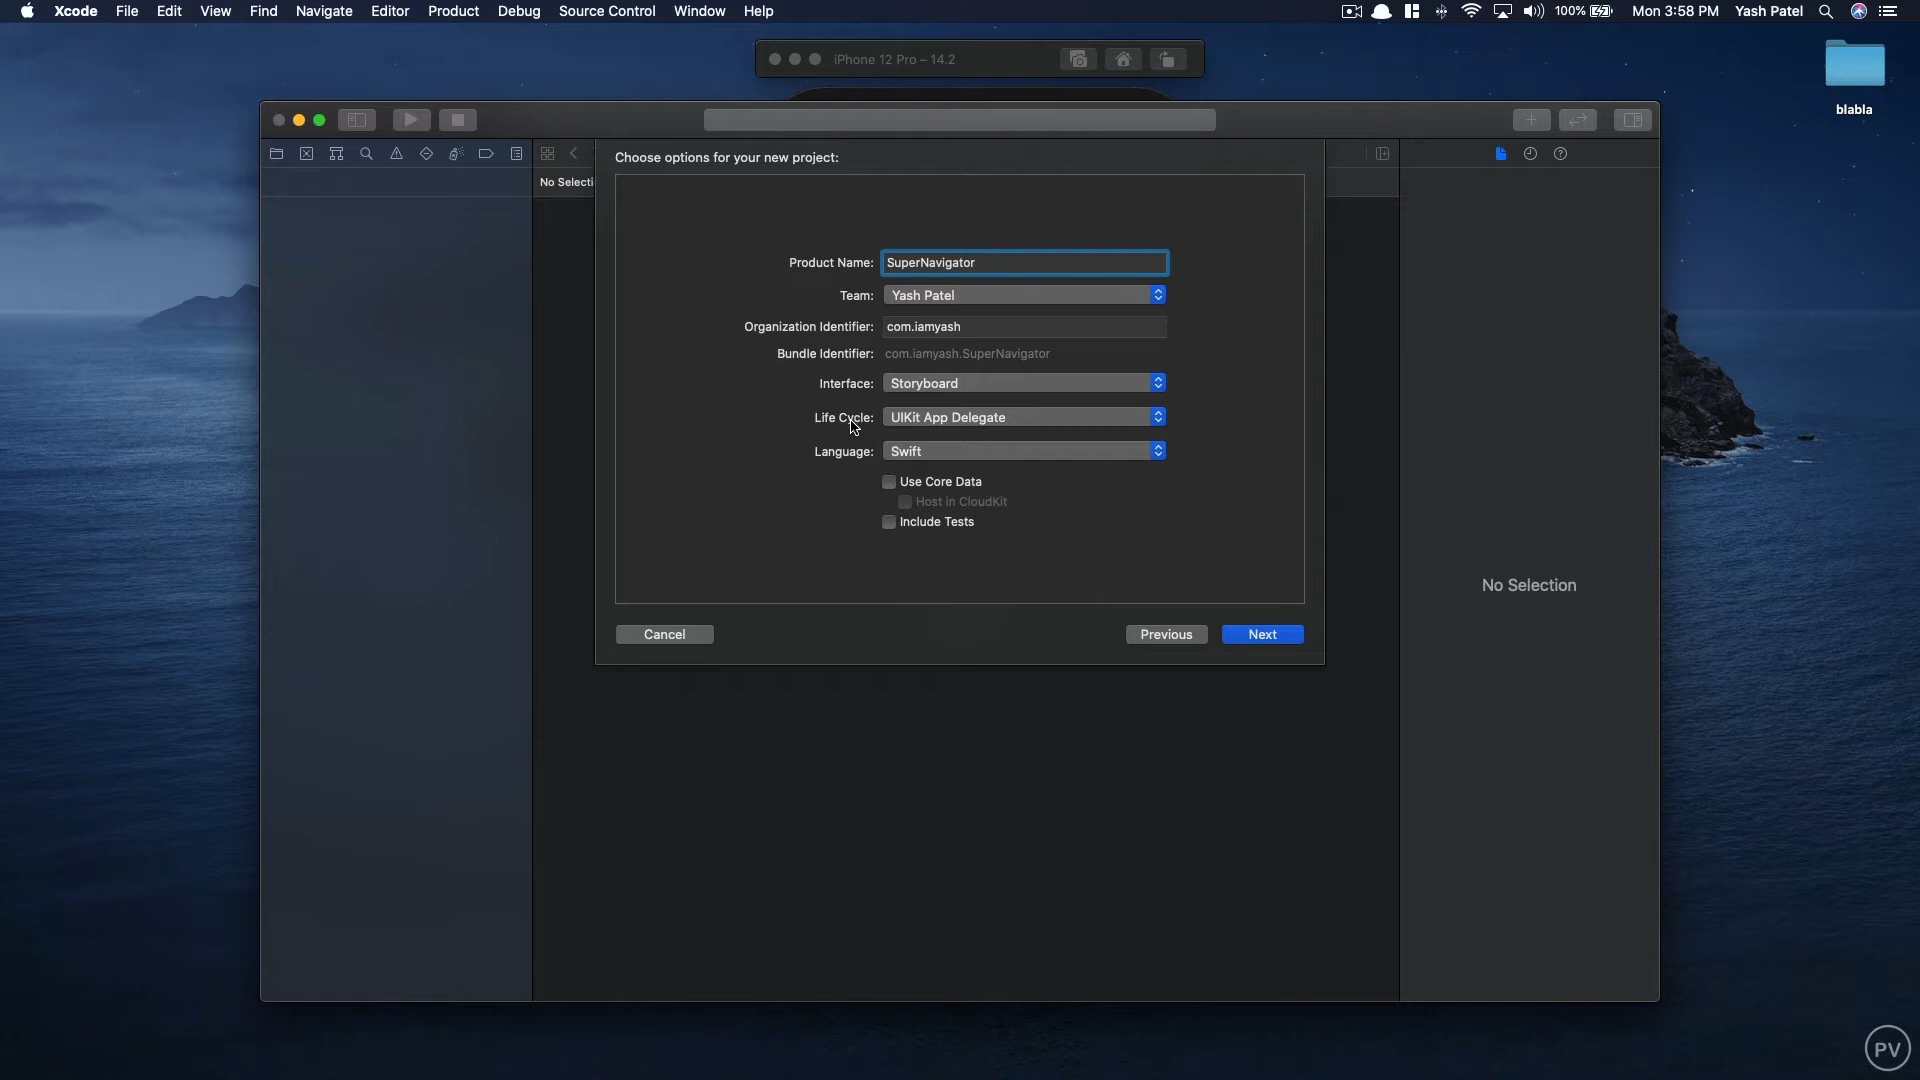 Xcode File Edit View Find Navigate Editor Product Debug Source Control Window Help 100% Mon 3:58 PM Yash Patel
iPhone 12 Pro – 14.2
blabla
Choose options for your new project:
No Selecti
Product Name: SuperNavigator
Team: Yash Patel
Organization Identifier: com.iamyash
Bundle Identifier: com.iamyash.SuperNavigator
Interface: Storyboard
Life Cycle: UIKit App Delegate
Language: Swift
Use Core Data
Host in CloudKit
Include Tests
No Selection
Cancel Previous Next
PV